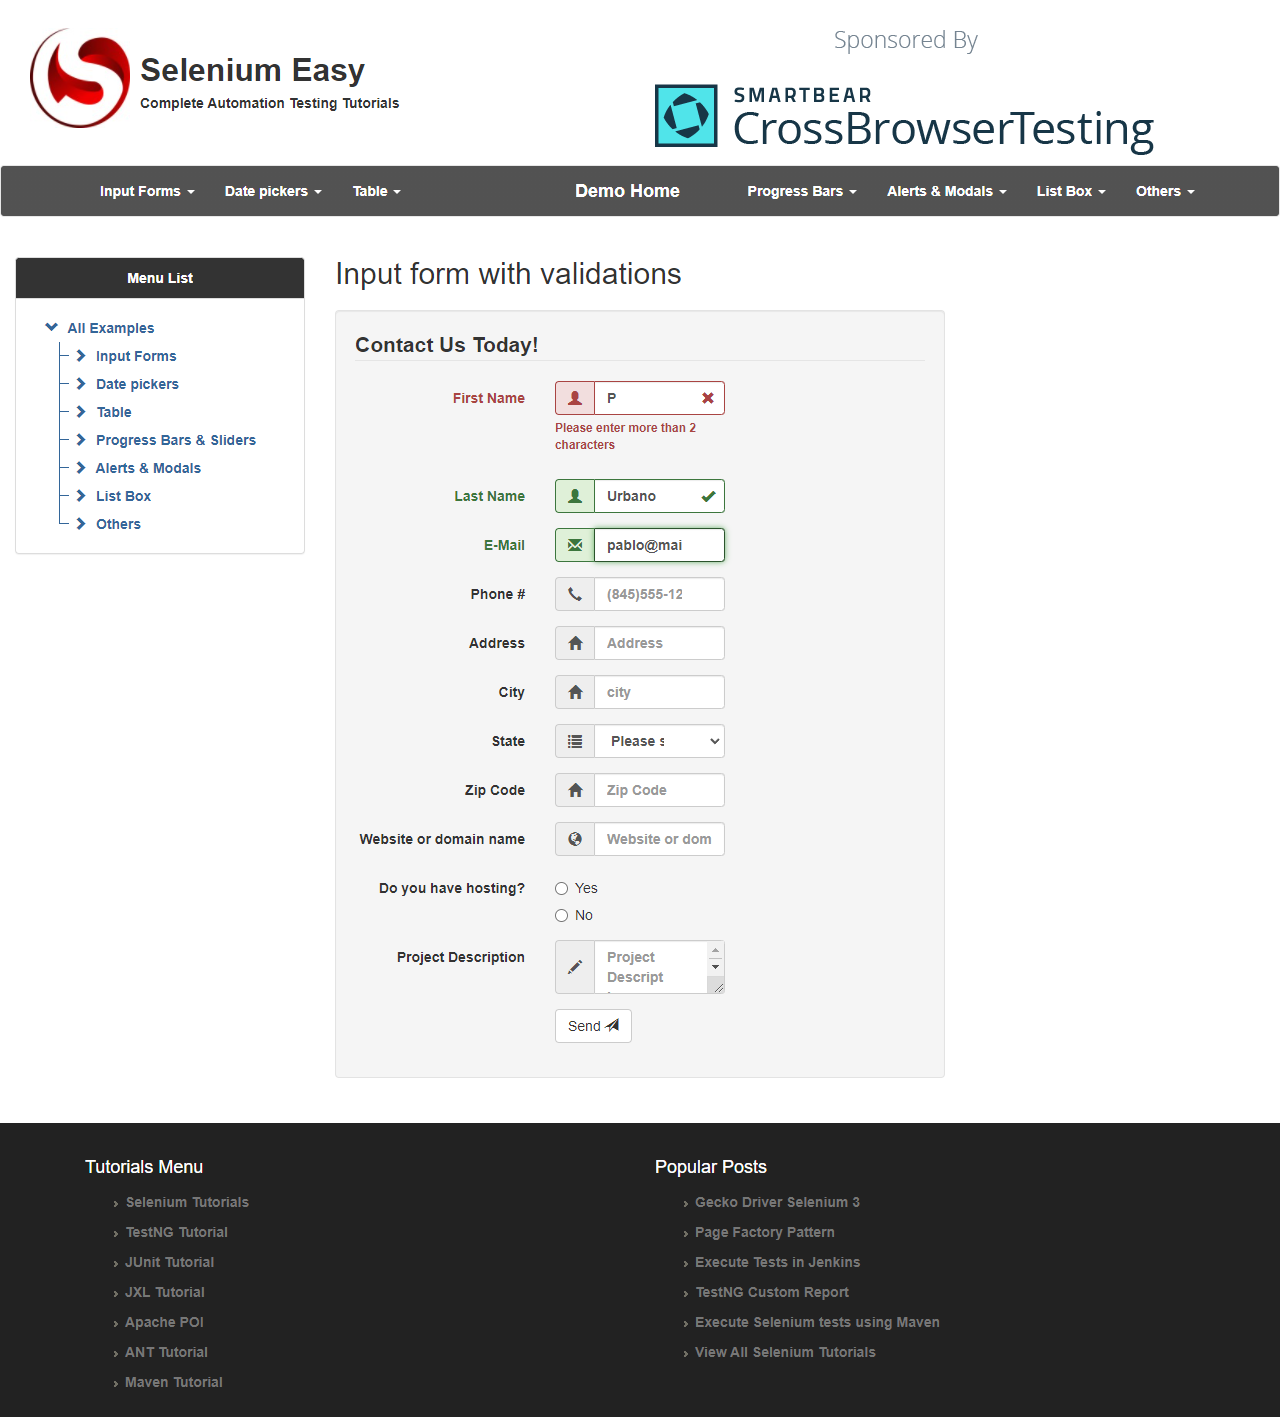 Selenium Easy
Complete Automation Testing Tutorials
Sponsored By
SMARTBEAR
CrossBrowserTesting
Input Forms Date pickers Table Demo Home Progress Bars Alerts & Modals List Box Others
Menu List
All Examples
Input Forms
Date pickers
Table
Progress Bars & Sliders
Alerts & Modals
List Box
Others
Input form with validations
Contact Us Today!
First Name P
Please enter more than 2
characters
Last Name Urbano
E-Mail pablo@mai
Phone # (845)555-12
Address Address
City city
State Please s
Zip Code Zip Code
Website or domain name Website or dom
Do you have hosting? Yes
No
Project Description Project
Descript
Send
Tutorials Menu
Selenium Tutorials
TestNG Tutorial
JUnit Tutorial
JXL Tutorial
Apache POI
ANT Tutorial
Maven Tutorial
Popular Posts
Gecko Driver Selenium 3
Page Factory Pattern
Execute Tests in Jenkins
TestNG Custom Report
Execute Selenium tests using Maven
View All Selenium Tutorials